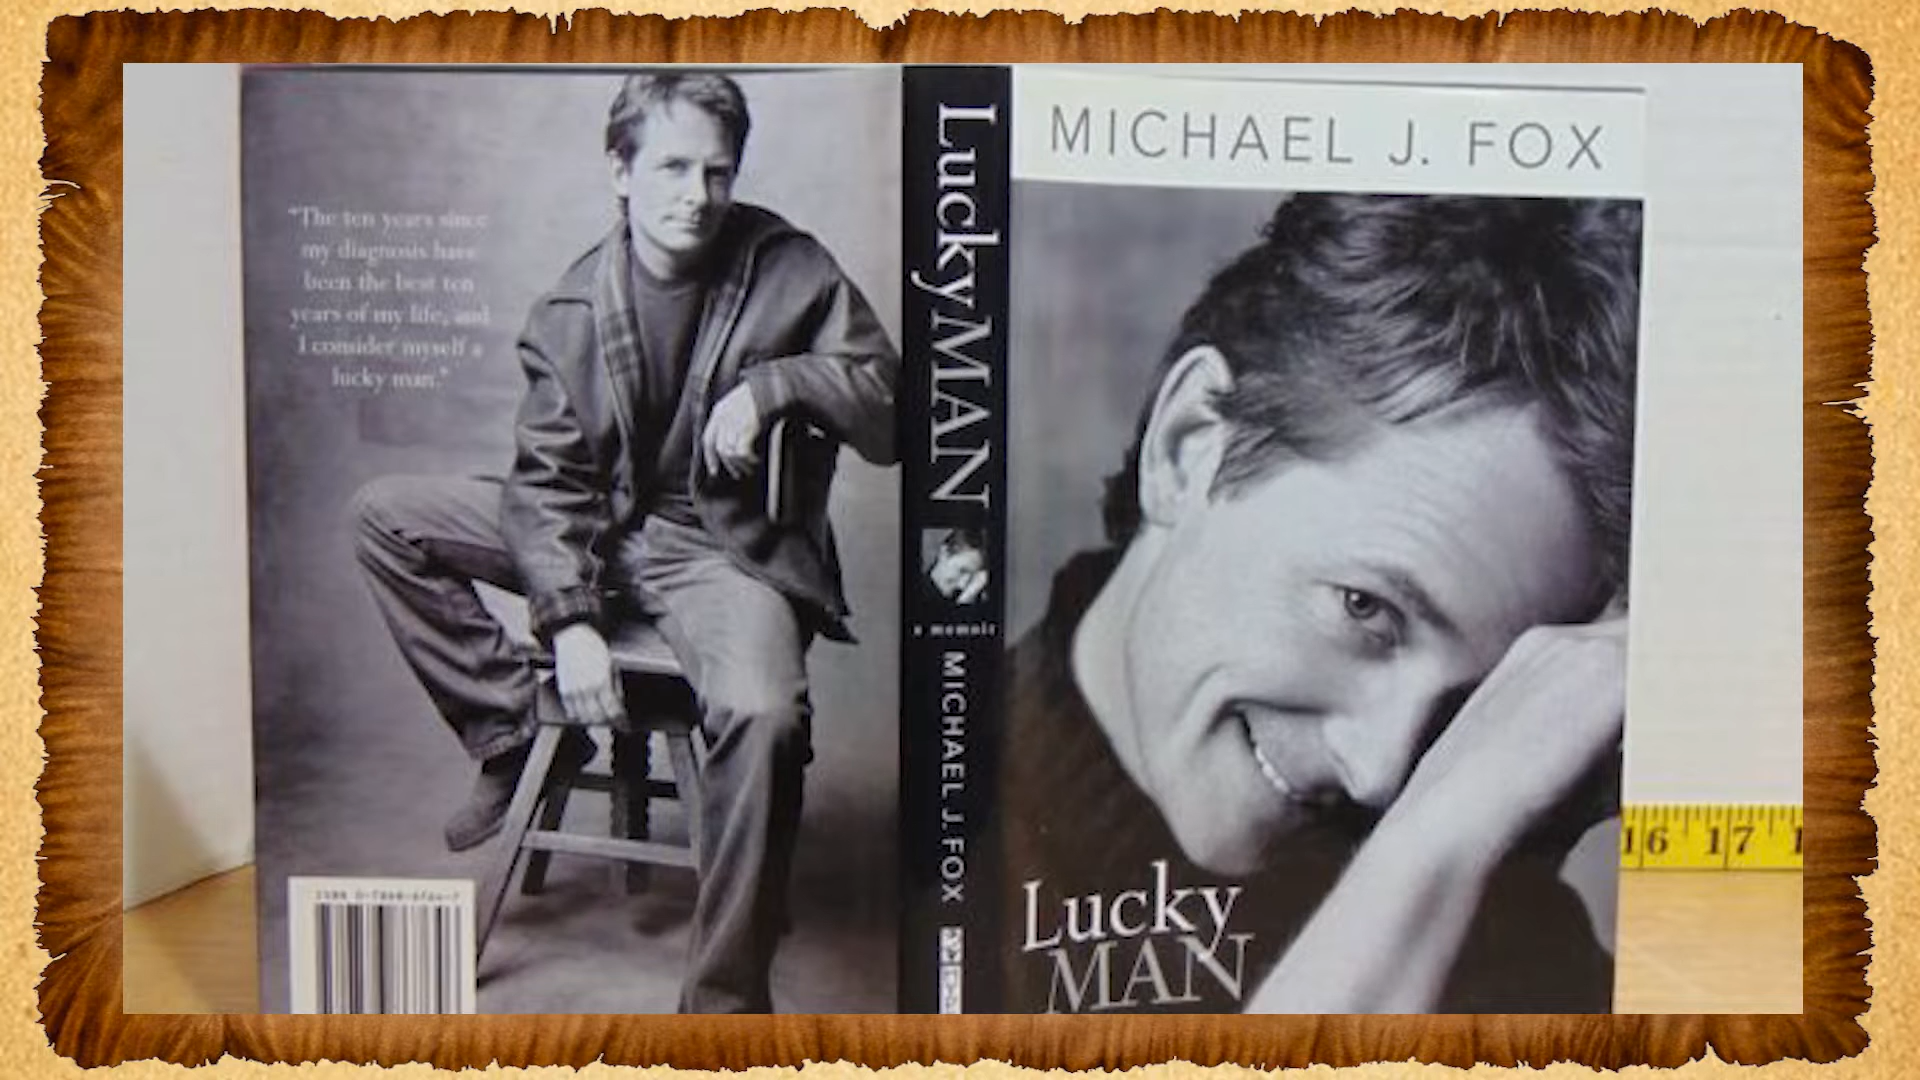 "The ten years since
my diagnosis have
been the best ten
years of my life, and
I consider myself a
lucky man."
Lucky MAN
a memoir
MICHAEL J. FOX
MICHAEL J. FOX
Lucky
MAN
16 17